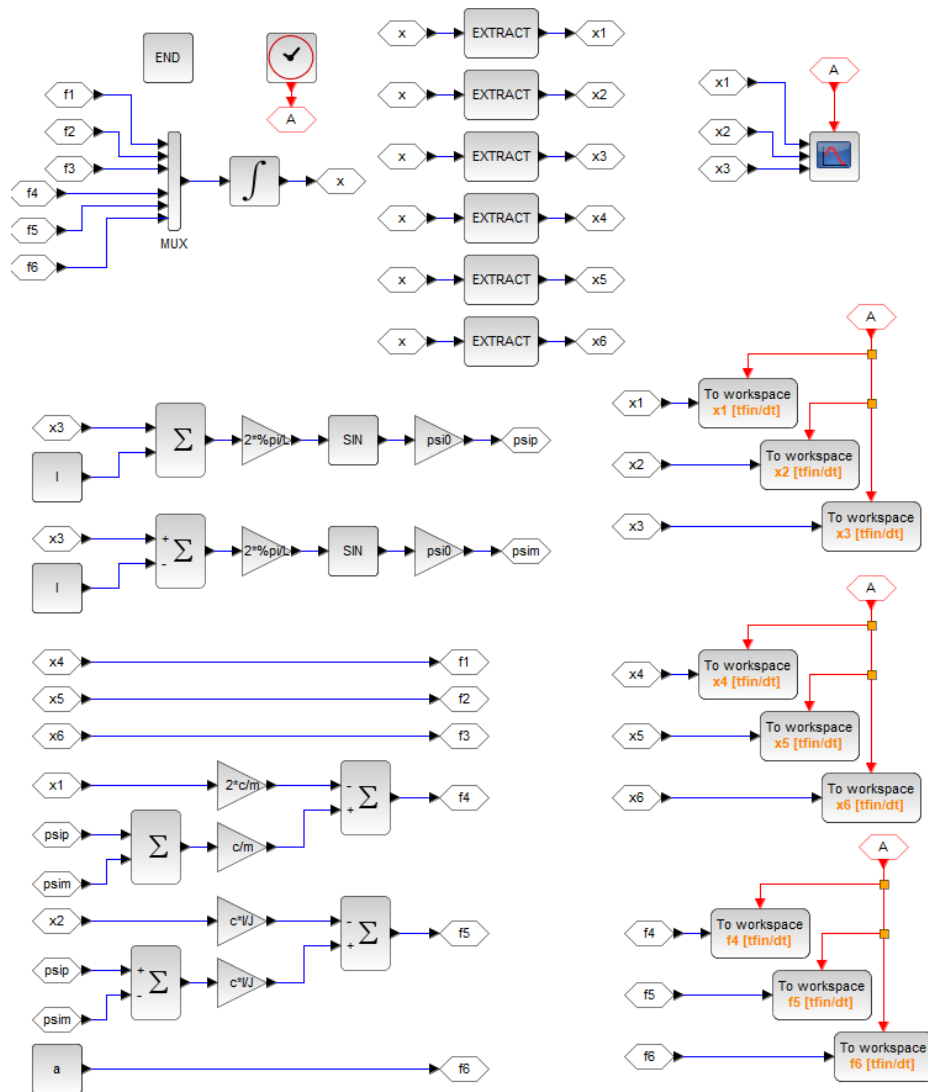 END
A
f1
f2
f3
f4
f5
f6
MUX
∫
x
x EXTRACT x1
x EXTRACT x2
x EXTRACT x3
x EXTRACT x4
x EXTRACT x5
x EXTRACT x6
A
x1
x2
x3
x3
l
Σ 2*%pi/L SIN psi0 psip
x3
l
+
-
Σ 2*%pi/L SIN psi0 psim
A
x1 To workspace
x1 [tfin/dt]
x2 To workspace
x2 [tfin/dt]
x3 To workspace
x3 [tfin/dt]
x4 f1
x5 f2
x6 f3
x1 2*c/m
psip
psim
Σ c/m
-
+
Σ f4
x2 c*l/J
psip
psim
+
-
Σ c*l/J
-
+
Σ f5
a f6
A
x4 To workspace
x4 [tfin/dt]
x5 To workspace
x5 [tfin/dt]
x6 To workspace
x6 [tfin/dt]
A
f4 To workspace
f4 [tfin/dt]
f5 To workspace
f5 [tfin/dt]
f6 To workspace
f6 [tfin/dt]